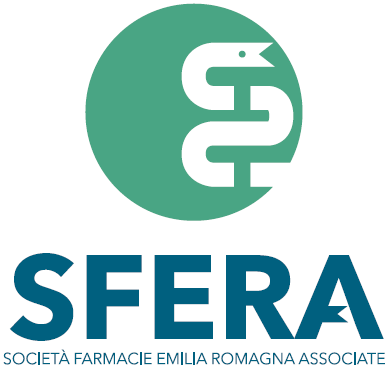 SFERA
SOCIETÀ FARMACIE EMILIA ROMAGNA ASSOCIATE